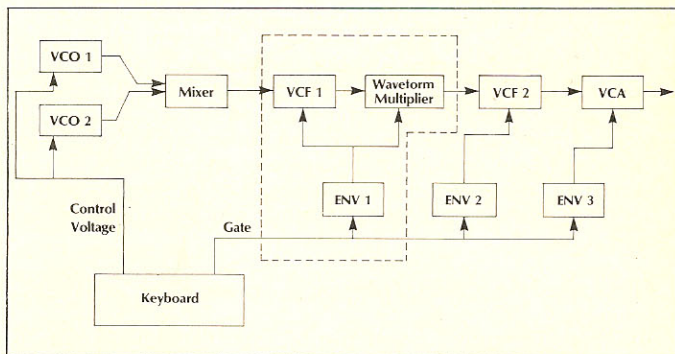 VCO 1
VCO 2
Mixer
VCF 1
Waveform
Multiplier
VCF 2
VCA
ENV 1
ENV 2
ENV 3
Control
Voltage
Gate
Keyboard